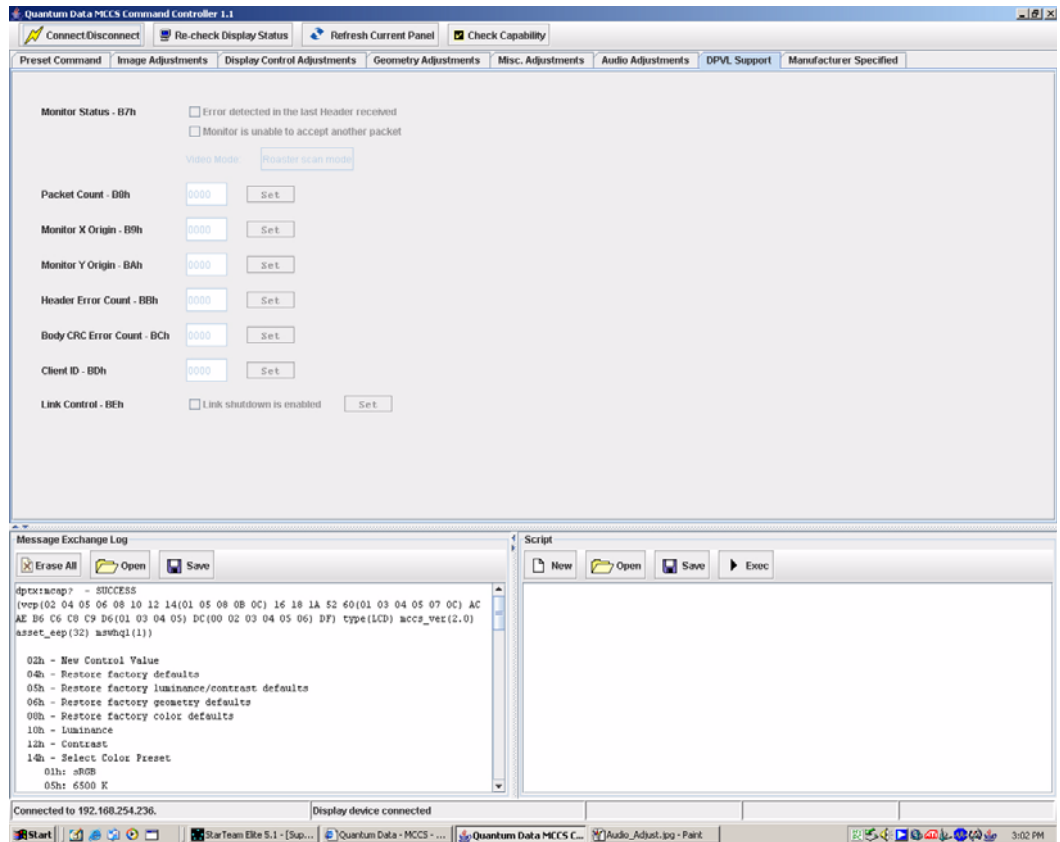 Quantum Data MCCS Command Controller 1.1
Connect/Disconnect Re-check Display Status Refresh Current Panel Check Capability
Preset Command Image Adjustments Display Control Adjustments Geometry Adjustments Misc. Adjustments Audio Adjustments DPVL Support Manufacturer Specified
Monitor Status - B7h Error detected in the last Header received
Monitor is unable to accept another packet
Video Mode Roaster scan mode
Packet Count - B8h 0000 Set
Monitor X Origin - B9h 0000 Set
Monitor Y Origin - BAh 0000 Set
Header Error Count - BBh 0000 Set
Body CRC Error Count - BCh 0000 Set
Client ID - BDh 0000 Set
Link Control - BEh Link shutdown is enabled Set
Message Exchange Log
Erase All Open Save
dptx:mcap? - SUCCESS
(vcp(02 04 05 06 08 10 12 14(01 05 08 0B 0C) 16 18 1A 52 60(01 03 04 05 07 0C) AC
AE B6 C6 C8 C9 D6(01 03 04 05) DC(00 02 03 04 05 06) DF) type(LCD) mccs_ver(2.0)
asset_eep(32) mswhql(1))
02h - New Control Value
04h - Restore factory defaults
05h - Restore factory luminance/contrast defaults
06h - Restore factory geometry defaults
08h - Restore factory color defaults
10h - Luminance
12h - Contrast
14h - Select Color Preset
01h: sRGB
05h: 6500 K
Script
New Open Save Exec
Connected to 192.168.254.236. Display device connected
Start StarTeam Elite 5.1 - [Sup... Quantum Data - MCCS - ... Quantum Data MCCS C... Audio_Adjust.jpg - Paint 3:02 PM